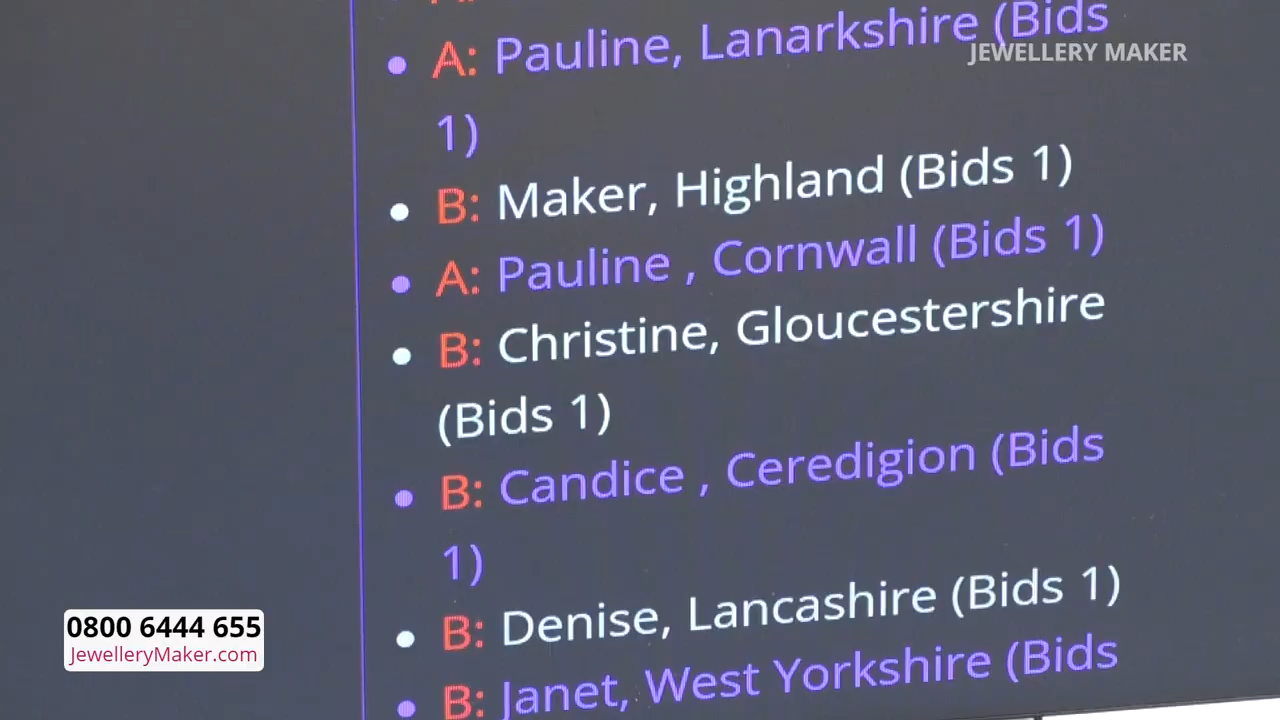 A: Pauline, Lanarkshire (Bids
JEWELLERY MAKER
1)
B: Maker, Highland (Bids 1)
A: Pauline , Cornwall (Bids 1)
B: Christine, Gloucestershire
(Bids 1)
B: Candice , Ceredigion (Bids
1)
B: Denise, Lancashire (Bids 1)
0800 6444 655
JewelleryMaker.com
B: Janet, West Yorkshire (Bids